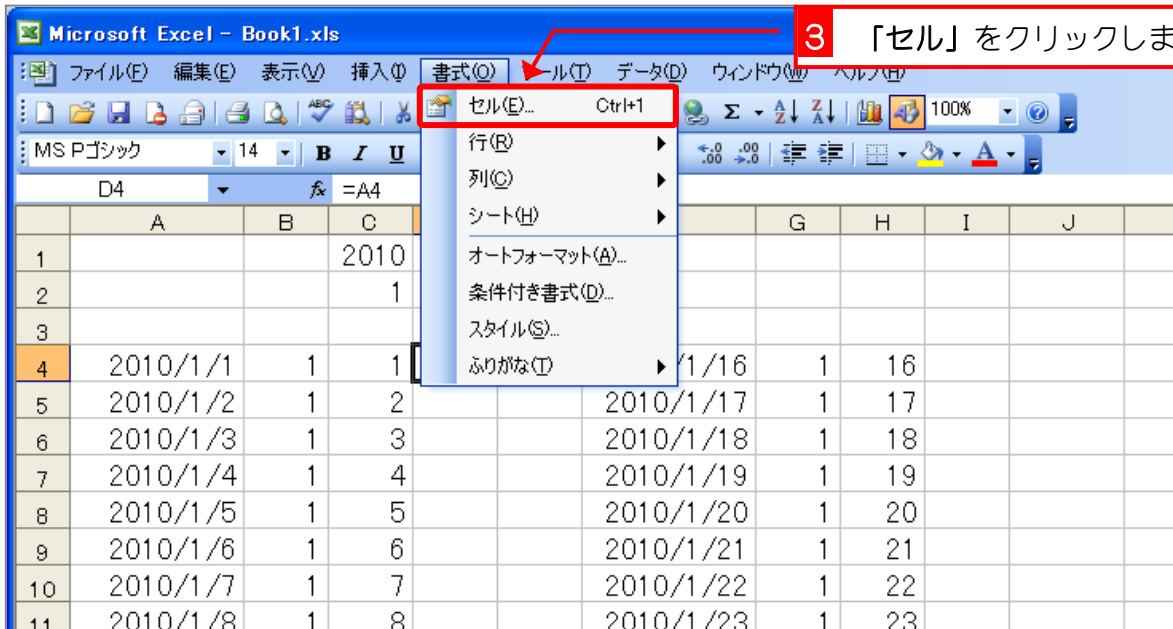 Microsoft Excel - Book1.xls
3 「セル」をクリックしま
ファイル(F) 編集(E) 表示(V) 挿入(I) 書式(O) ール(T) データ(D) ウィンドウ(W) ヘルプ(H)
セル(E)... Ctrl+1
100%
MS Pゴシック 14 B I U
行(R)
列(C)
D4 fx =A4
シート(H)
オートフォーマット(A)...
条件付き書式(D)...
スタイル(S)...
ふりがな(T)
A B C G H I J
1 2010
2 1
3
4 2010/1/1 1 1 /1/16 1 16
5 2010/1/2 1 2 2010/1/17 1 17
6 2010/1/3 1 3 2010/1/18 1 18
7 2010/1/4 1 4 2010/1/19 1 19
8 2010/1/5 1 5 2010/1/20 1 20
9 2010/1/6 1 6 2010/1/21 1 21
10 2010/1/7 1 7 2010/1/22 1 22
11 2010/1/8 1 8 2010/1/23 1 23